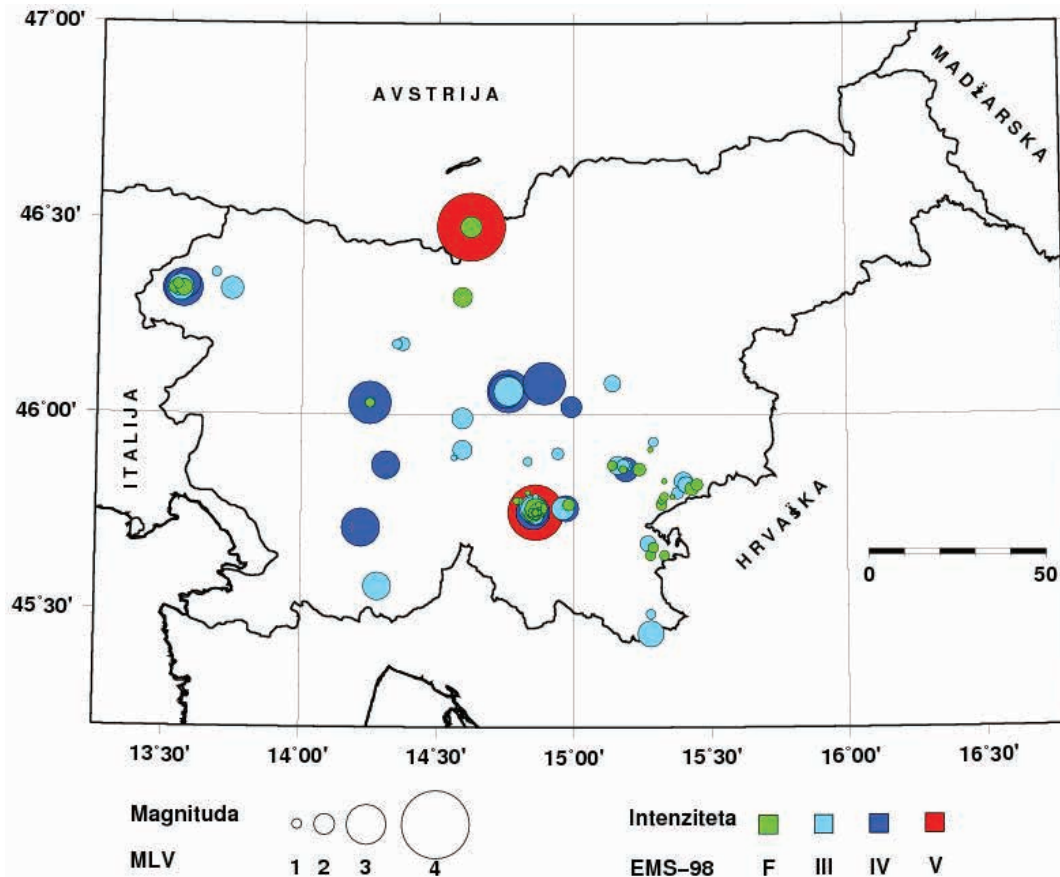 47°00'
AVSTRIJA
MADŽARSKA
46°30'
46°00'
ITALIJA
HRVAŠKA
0 50
45°30'
13°30' 14°00' 14°30' 15°00' 15°30' 16°00' 16°30'
Magnituda
MLV 1 2 3 4
Intenziteta
EMS–98 F III IV V